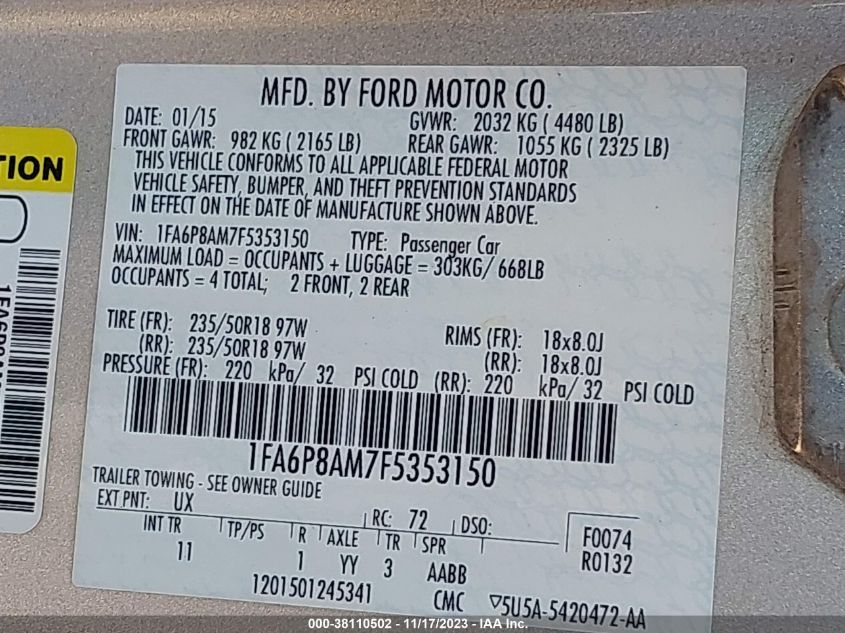 MFD. BY FORD MOTOR CO.
DATE: 01/15 GVWR: 2032 KG ( 4480 LB)
FRONT GAWR: 982 KG ( 2165 LB) REAR GAWR: 1055 KG ( 2325 LB)
THIS VEHICLE CONFORMS TO ALL APPLICABLE FEDERAL MOTOR
VEHICLE SAFETY, BUMPER, AND THEFT PREVENTION STANDARDS
IN EFFECT ON THE DATE OF MANUFACTURE SHOWN ABOVE.
VIN: 1FA6P8AM7F5353150 TYPE: Passenger Car
MAXIMUM LOAD = OCCUPANTS + LUGGAGE = 303KG/ 668LB
OCCUPANTS = 4 TOTAL; 2 FRONT, 2 REAR
TIRE (FR): 235/50R18 97W RIMS (FR): 18x8.0J
(RR): 235/50R18 97W (RR): 18x8.0J
PRESSURE (FR): 220 kPa/ 32 PSI COLD (RR): 220 kPa/ 32 PSI COLD
1FA6P8AM7F5353150
TRAILER TOWING - SEE OWNER GUIDE
EXT PNT: UX RC: 72 DSO: F0074
INT TR TP/PS R AXLE TR SPR R0132
11 1 YY 3 AABB
1201501245341 CMC ▽5U5A-5420472-AA
TION
000-38110502 - 11/17/2023 - IAA Inc.